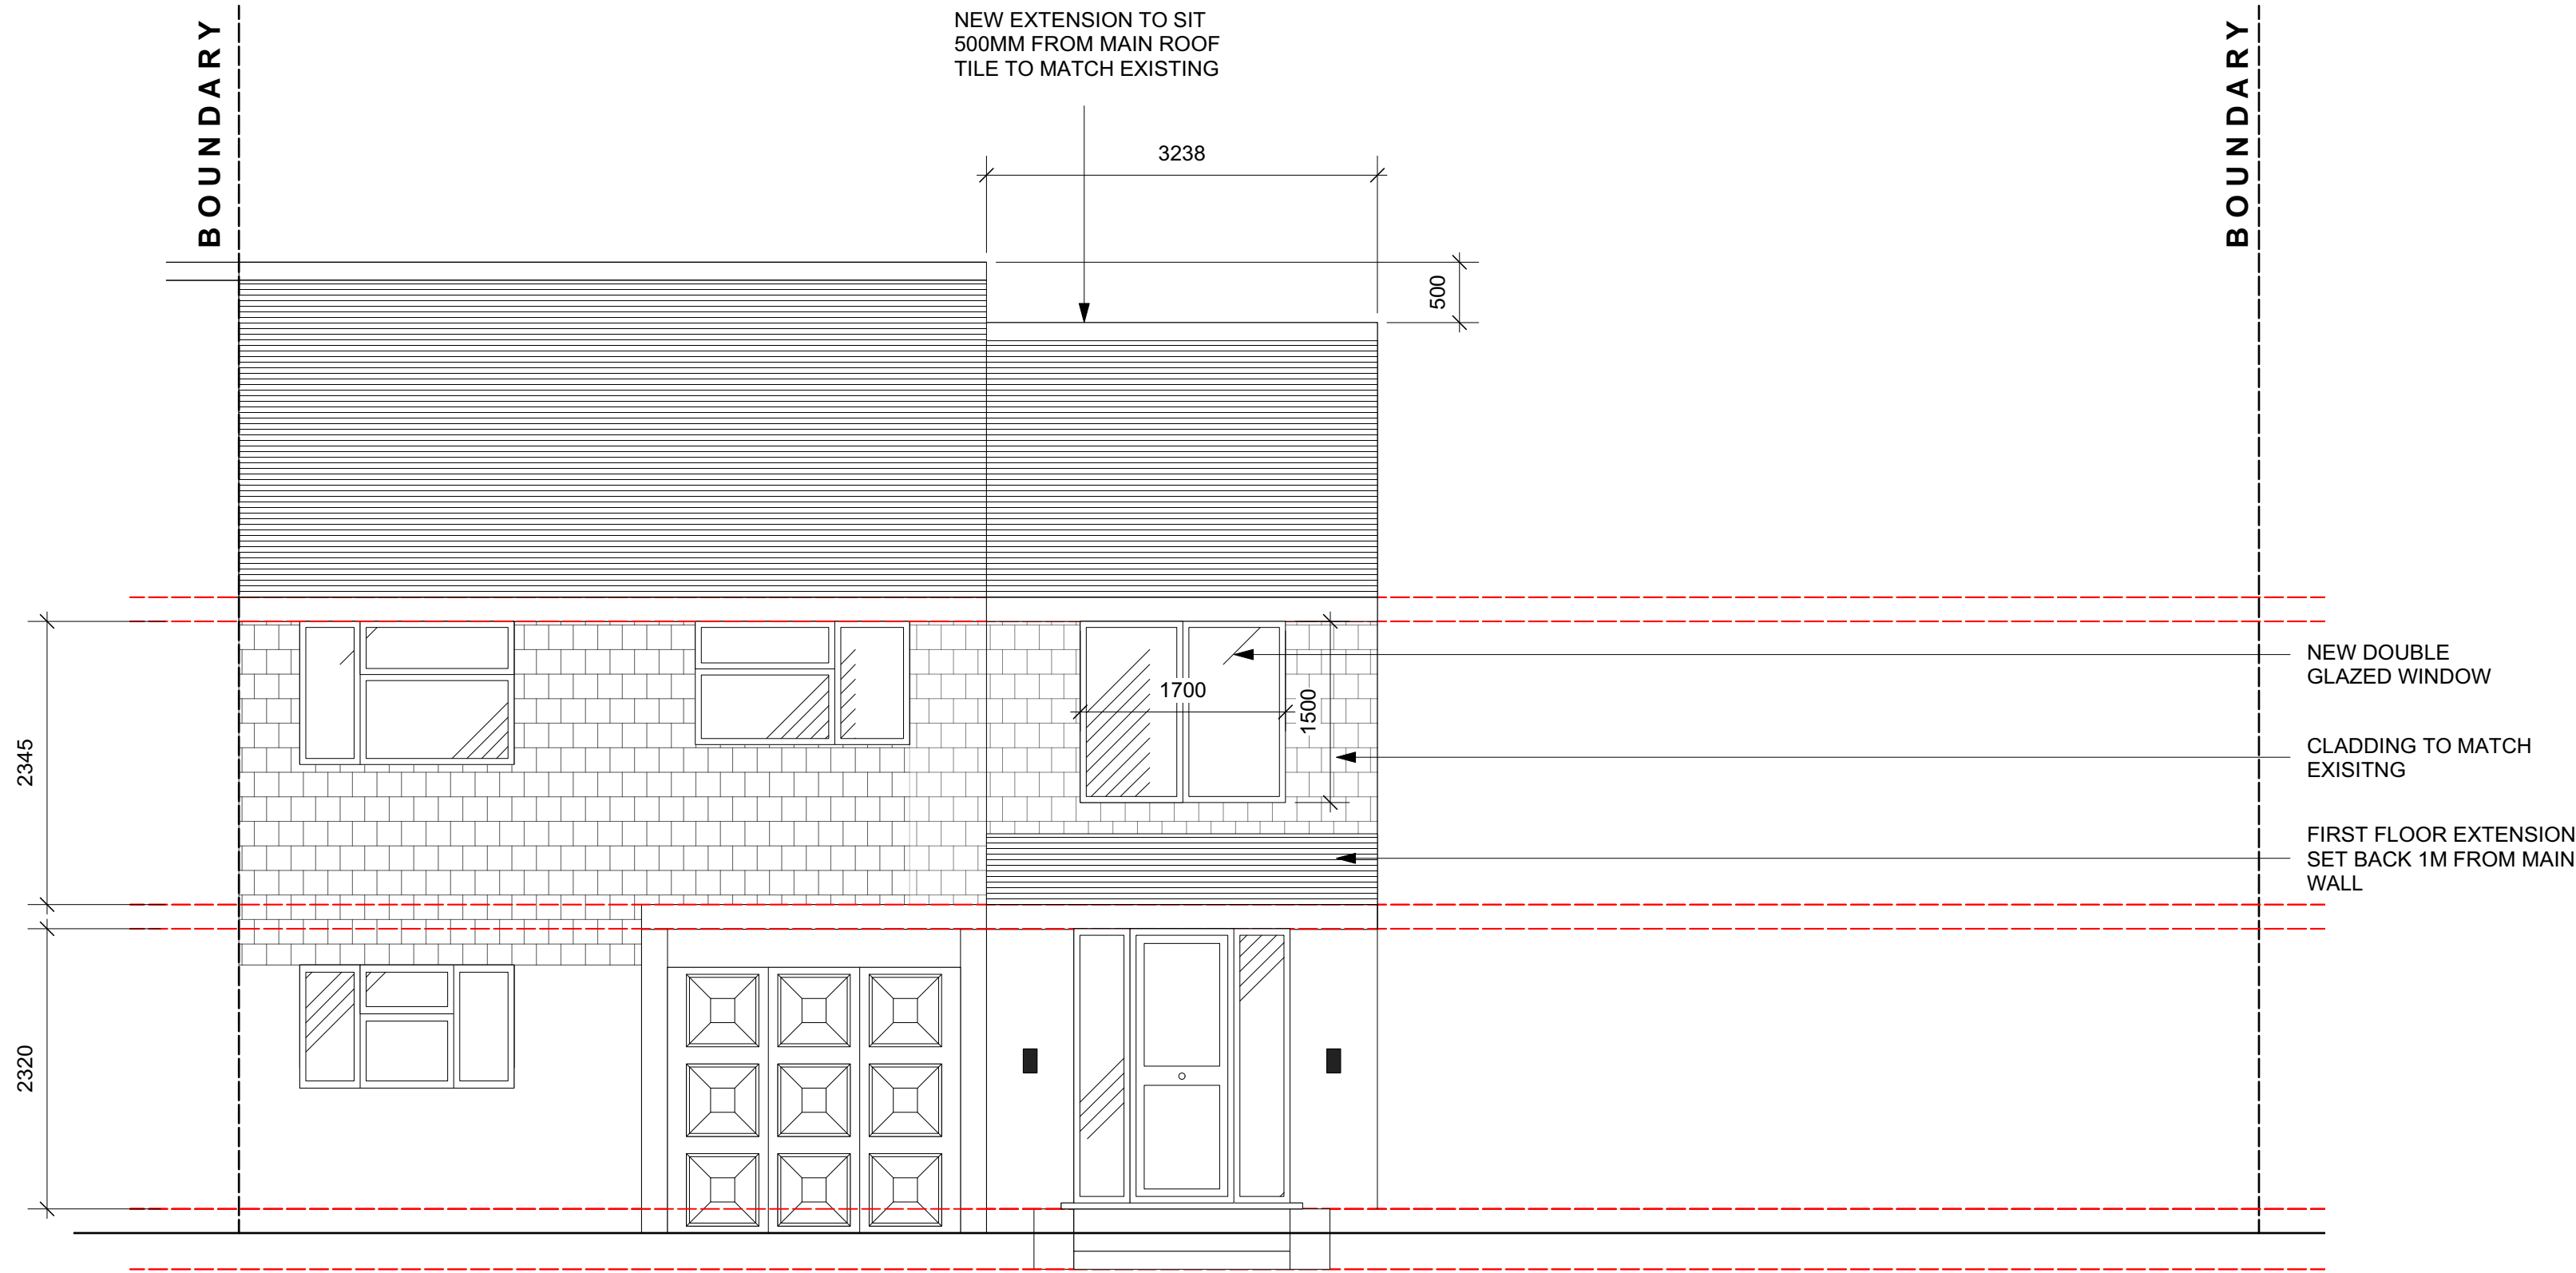 NEW EXTENSION TO SIT
500MM FROM MAIN ROOF
TILE TO MATCH EXISTING
BOUNDARY
BOUNDARY
3238
500
NEW DOUBLE
GLAZED WINDOW
1700
1500
2345
CLADDING TO MATCH
EXISITNG
FIRST FLOOR EXTENSION
SET BACK 1M FROM MAIN
WALL
2320